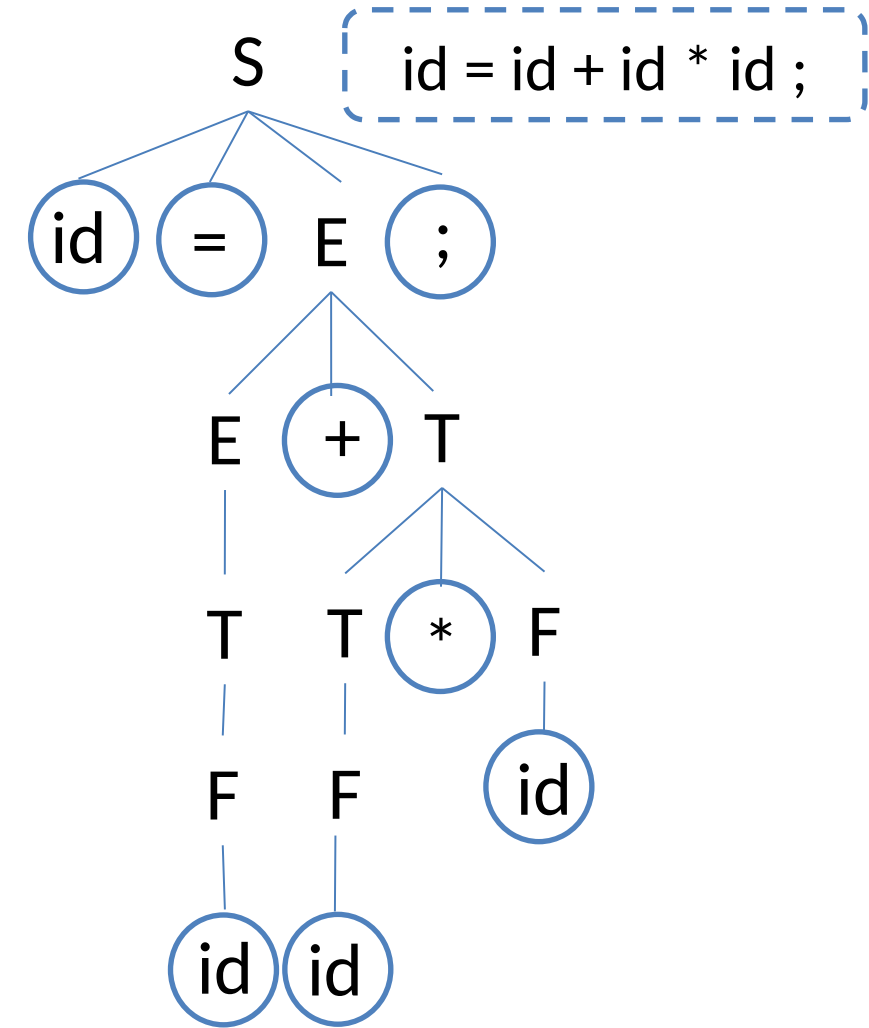 S
id = id + id * id ;
id = E ;
E + T
T T * F
F F id
id id